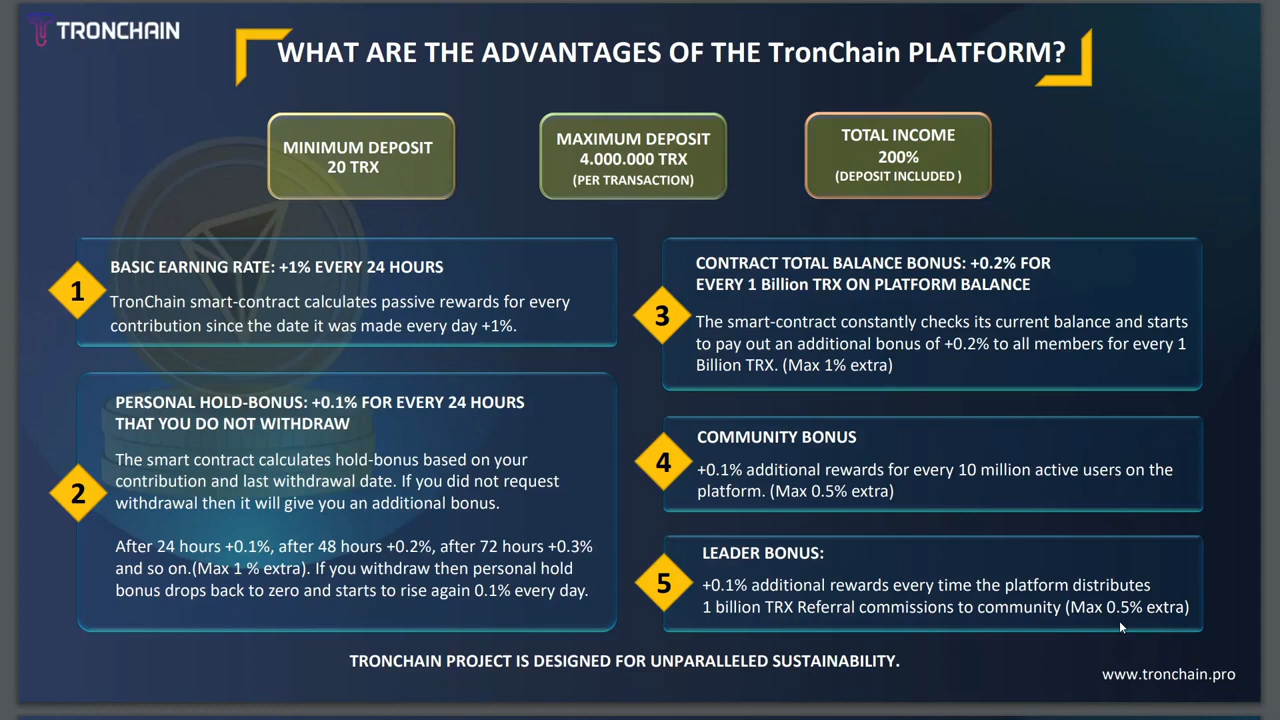 TRONCHAIN
WHAT ARE THE ADVANTAGES OF THE TronChain PLATFORM?
MINIMUM DEPOSIT
20 TRX
MAXIMUM DEPOSIT
4.000.000 TRX
(PER TRANSACTION)
TOTAL INCOME
200%
(DEPOSIT INCLUDED )
1
BASIC EARNING RATE: +1% EVERY 24 HOURS
TronChain smart-contract calculates passive rewards for every
contribution since the date it was made every day +1%.
2
PERSONAL HOLD-BONUS: +0.1% FOR EVERY 24 HOURS
THAT YOU DO NOT WITHDRAW
The smart contract calculates hold-bonus based on your
contribution and last withdrawal date. If you did not request
withdrawal then it will give you an additional bonus.
After 24 hours +0.1%, after 48 hours +0.2%, after 72 hours +0.3%
and so on.(Max 1 % extra). If you withdraw then personal hold
bonus drops back to zero and starts to rise again 0.1% every day.
3
CONTRACT TOTAL BALANCE BONUS: +0.2% FOR
EVERY 1 Billion TRX ON PLATFORM BALANCE
The smart-contract constantly checks its current balance and starts
to pay out an additional bonus of +0.2% to all members for every 1
Billion TRX. (Max 1% extra)
4
COMMUNITY BONUS
+0.1% additional rewards for every 10 million active users on the
platform. (Max 0.5% extra)
5
LEADER BONUS:
+0.1% additional rewards every time the platform distributes
1 billion TRX Referral commissions to community (Max 0.5% extra)
TRONCHAIN PROJECT IS DESIGNED FOR UNPARALLELED SUSTAINABILITY.
www.tronchain.pro